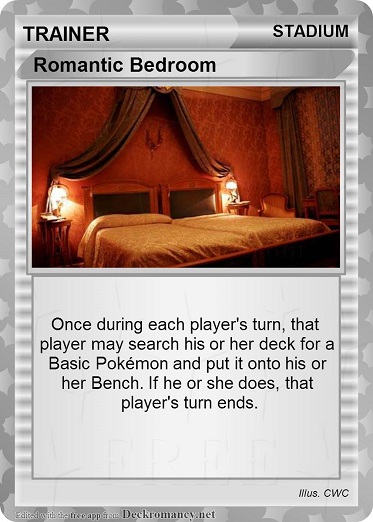 TRAINER STADIUM
Romantic Bedroom
Once during each player's turn, that
player may search his or her deck for a
Basic Pokémon and put it onto his or
her Bench. If he or she does, that
player's turn ends.
FREE
Illus. CWC
Edited with the free app from Deckromancy.net